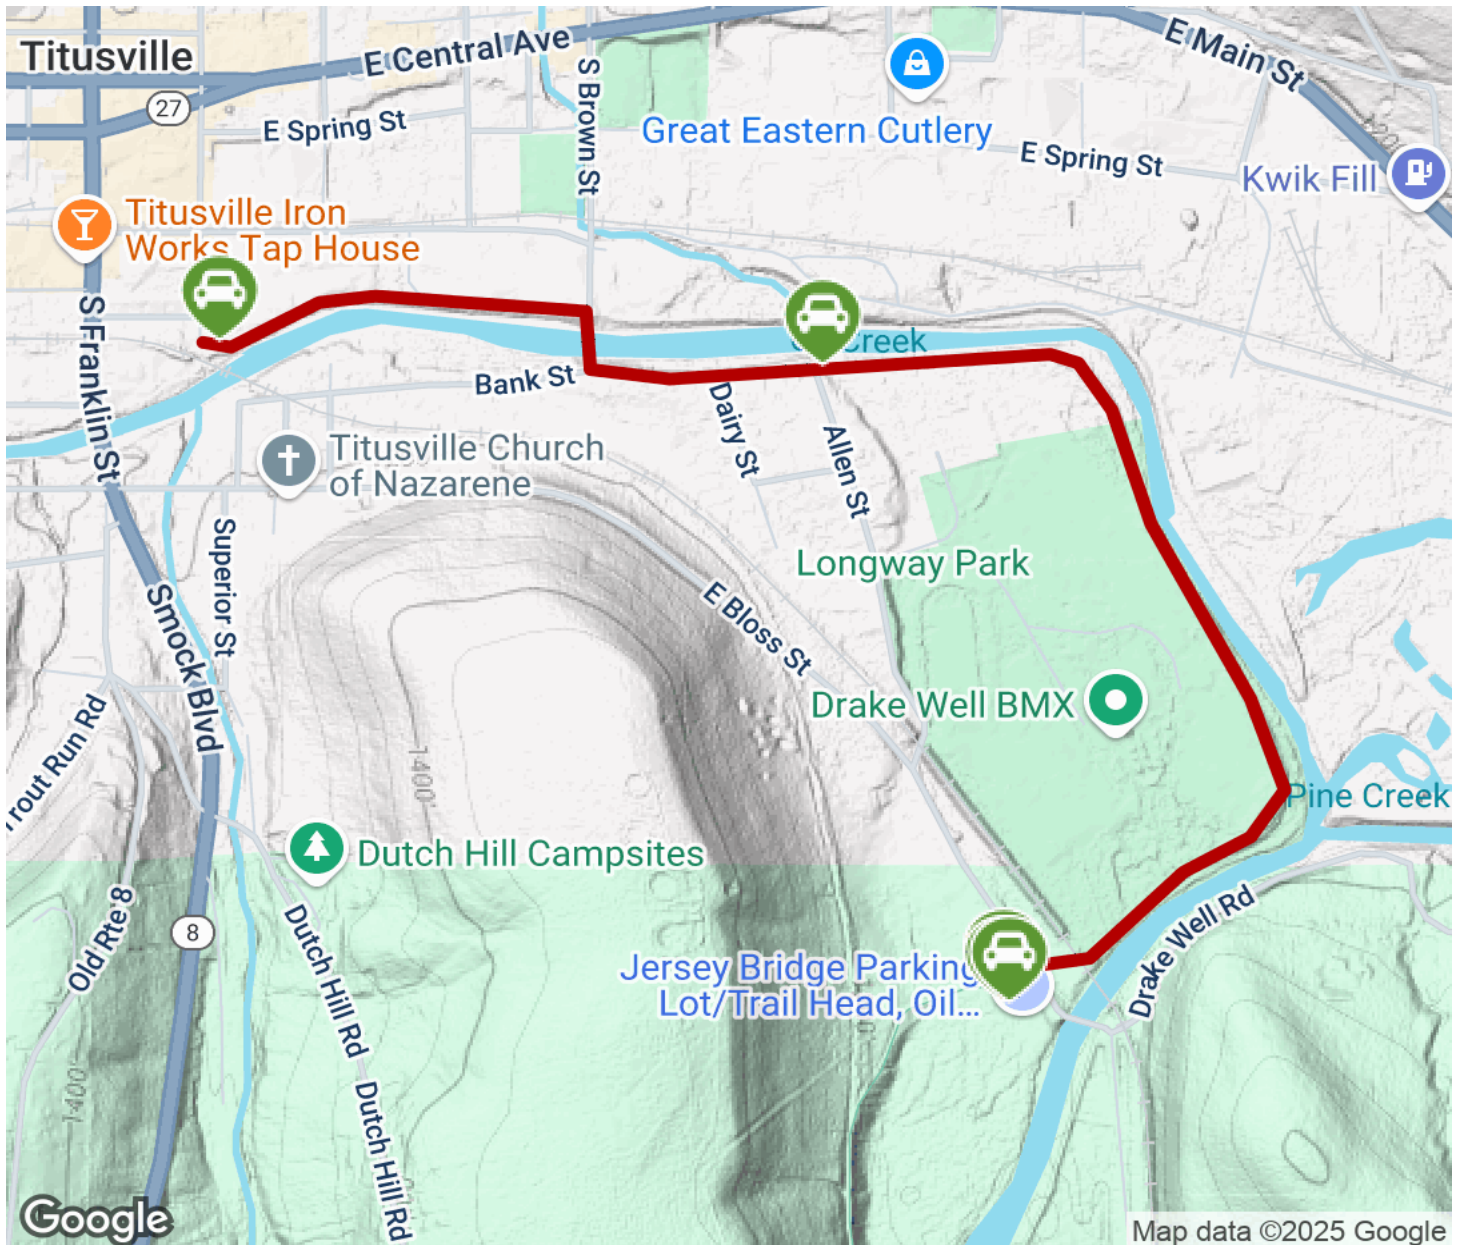 Titusville
E Central Ave
E Main St
27
E Spring St
S Brown St
Great Eastern Cutlery
E Spring St
Kwik Fill
Titusville Iron
Works Tap House
S Franklin St
Creek
Bank St
Dairy St
Allen St
Titusville Church
of Nazarene
Superior St
Smock Blvd
Longway Park
E Bloss St
Drake Well BMX
Trout Run Rd
1400'
Pine Creek
Dutch Hill Campsites
Old Rte 8
8
Dutch Hill Rd
Drake Well Rd
Jersey Bridge Parking
Lot/Trail Head, Oil...
1400'
Dutch Hill Rd
Google
Map data ©2025 Google